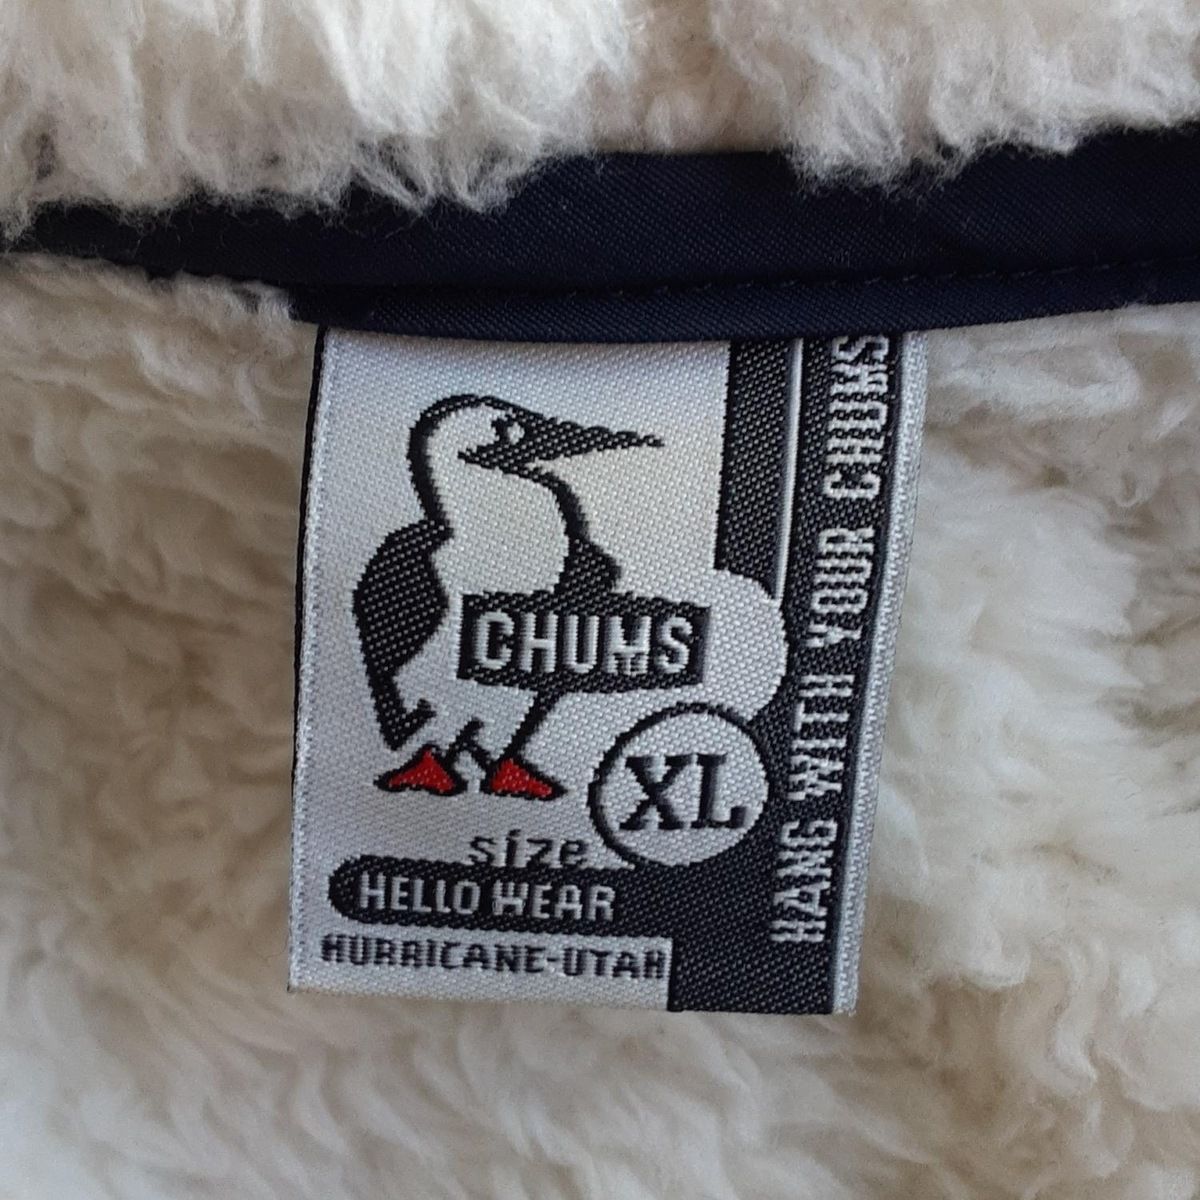 CHUMS
XL
size
HELLO WEAR
HURRICANE-UTAH
HANG WITH YOUR CHUMS